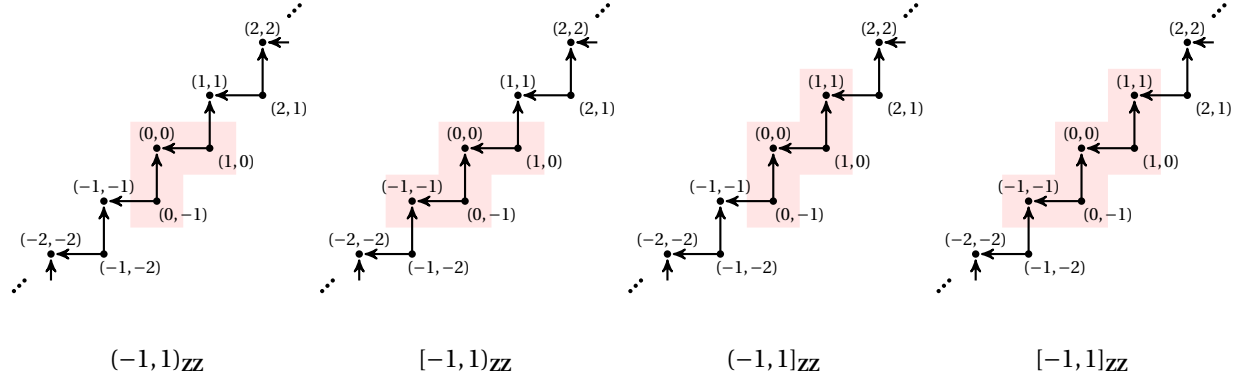 (2, 2) (2, 2) (2, 2) (2, 2)
(1, 1) (1, 1) (1, 1) (1, 1)
(2, 1) (2, 1) (2, 1) (2, 1)
(0, 0) (0, 0) (0, 0) (0, 0)
(1, 0) (1, 0) (1, 0) (1, 0)
(−1, −1) (−1, −1) (−1, −1) (−1, −1)
(0, −1) (0, −1) (0, −1) (0, −1)
(−2, −2) (−2, −2) (−2, −2) (−2, −2)
(−1, −2) (−1, −2) (−1, −2) (−1, −2)
(−1, 1)ZZ [−1, 1)ZZ (−1, 1]ZZ [−1, 1]ZZ